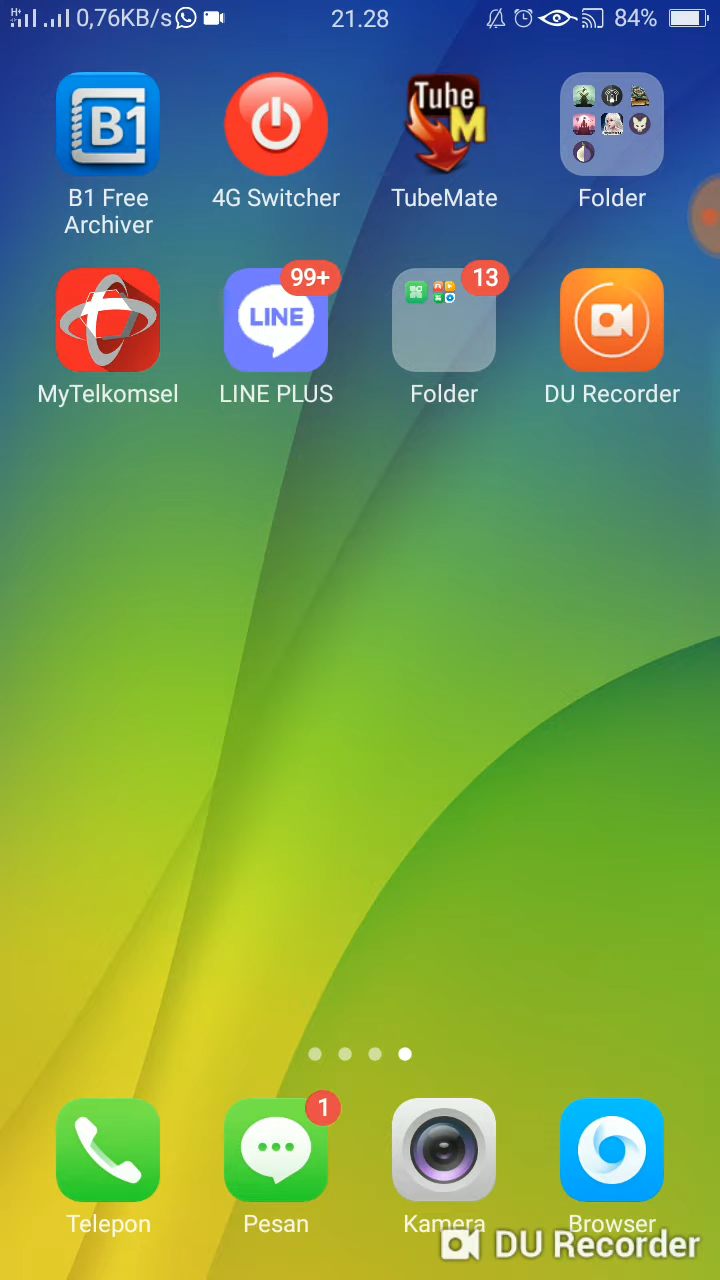 H+ 0,76KB/s 21.28 84%
B1
Tube
M
B1 Free
Archiver
4G Switcher
TubeMate
Folder
99+
13
LINE
MyTelkomsel
LINE PLUS
Folder
DU Recorder
1
Telepon
Pesan
Kamera
Browser
DU Recorder